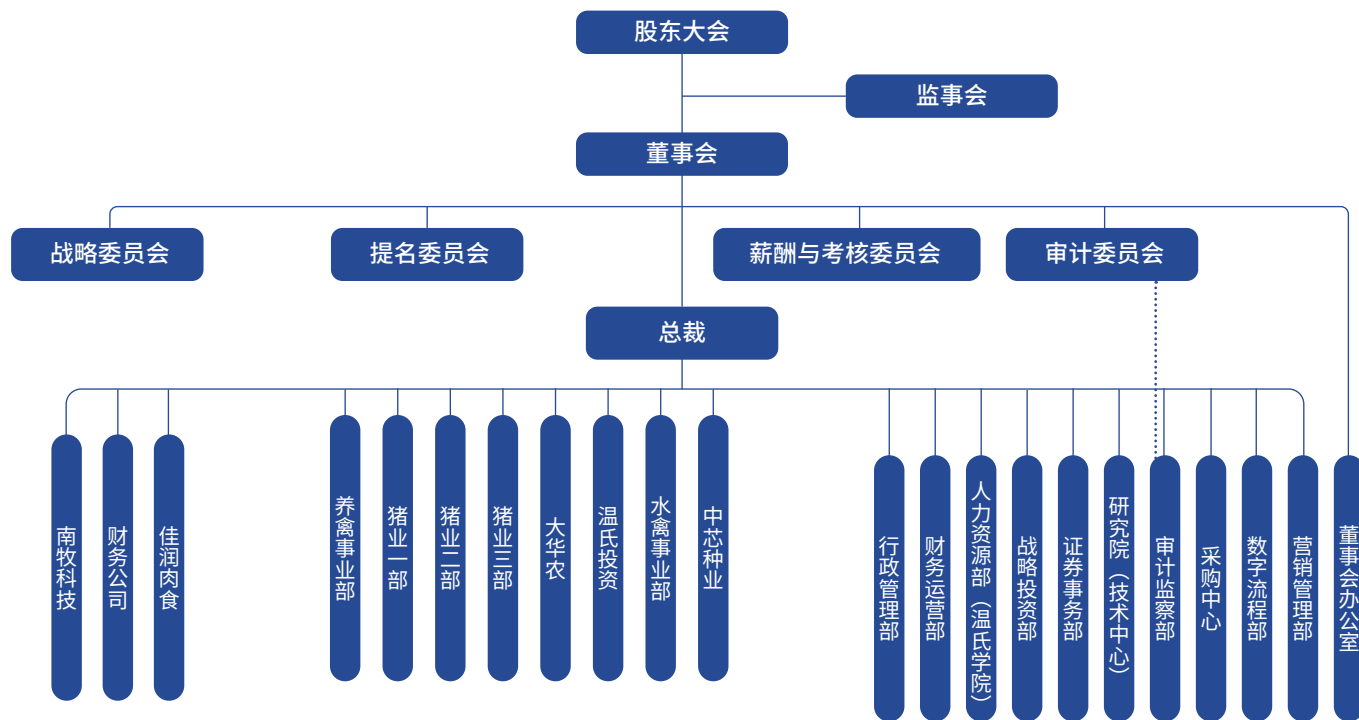 股东大会
监事会
董事会
战略委员会
提名委员会
薪酬与考核委员会
审计委员会
总裁
南牧科技
财务公司
佳润肉食
养禽事业部
猪业一部
猪业二部
猪业三部
大华农
温氏投资
水禽事业部
中芯种业
行政管理部
财务运营部
人力资源部（温氏学院）
战略投资部
证券事务部
研究院（技术中心）
审计监察部
采购中心
数字流程部
营销管理部
董事会办公室